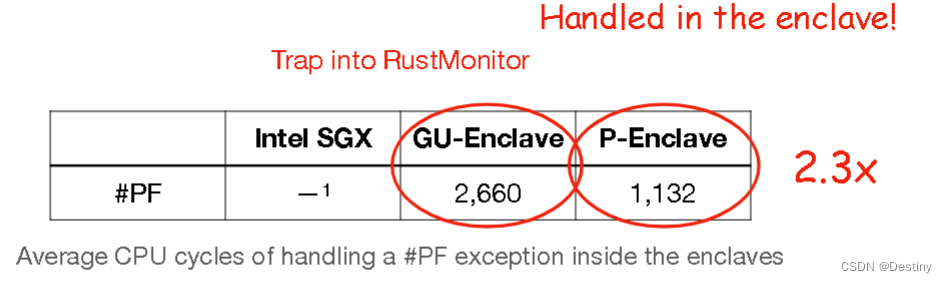 Handled in the enclave!
Trap into RustMonitor
Intel SGX GU-Enclave P-Enclave
#PF —1 2,660 1,132
2.3x
Average CPU cycles of handling a #PF exception inside the enclaves
CSDN @Destiny